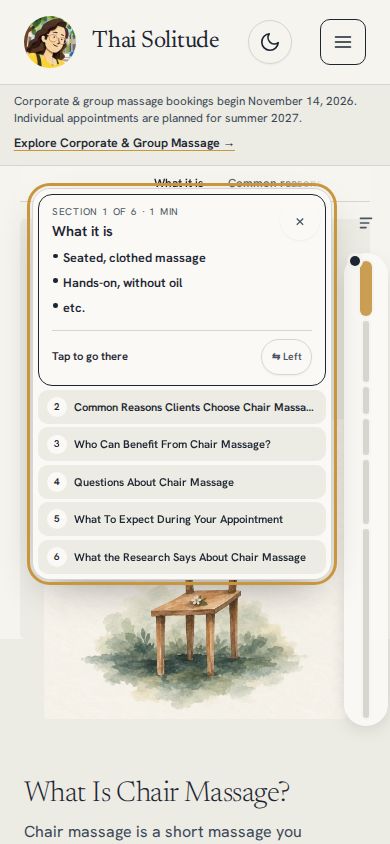 Thai Solitude
Corporate & group massage bookings begin November 14, 2026.
Individual appointments are planned for summer 2027.
Explore Corporate & Group Massage →
What it is Common reasons
SECTION 1 OF 6 · 1 MIN
×
What it is
• Seated, clothed massage
• Hands-on, without oil
• etc.
Tap to go there
⇆ Left
2 Common Reasons Clients Choose Chair Massa...
3 Who Can Benefit From Chair Massage?
4 Questions About Chair Massage
5 What To Expect During Your Appointment
6 What the Research Says About Chair Massage
What Is Chair Massage?
Chair massage is a short massage you